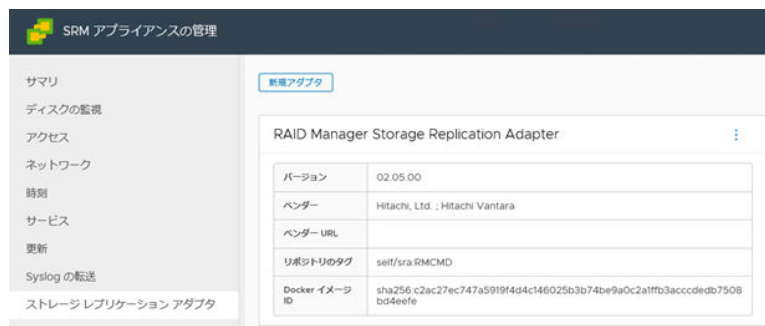 SRM アプライアンスの管理
サマリ
ディスクの監視
アクセス
ネットワーク
時刻
サービス
更新
Syslog の転送
ストレージ レプリケーション アダプタ
新規アダプタ
RAID Manager Storage Replication Adapter
バージョン 02.05.00
ベンダー Hitachi, Ltd. ; Hitachi Vantara
ベンダー URL
リポジトリのタグ self/sra:RMCMD
Docker イメージ sha256:c2ac27ec747a5919f4d4c146025b3b74be9a0c2a1ffb3acccdedb7508
ID bd4eefe